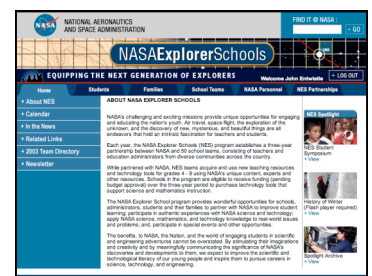 NASA
NATIONAL AERONAUTICS
AND SPACE ADMINISTRATION
FIND IT @ NASA :
+ GO
NASAExplorerSchools
EQUIPPING THE NEXT GENERATION OF EXPLORERS
Welcome John Entwistle
+ LOG OUT
Home
Students
Families
School Teams
NASA Personnel
NES Partnerships
+ About NES
+ Calendar
+ In the News
+ Related Links
+ 2003 Team Directory
+ Newsletter
ABOUT NASA EXPLORER SCHOOLS
NASA's challenging and exciting missions provide unique opportunities for engaging
and educating the nation's youth. Air travel, space flight, the exploration of the
unknown, and the discovery of new, mysterious, and beautiful things are all
endeavors that hold an intrinsic fascination for teachers and students.
Each year, the NASA Explorer Schools (NES) program establishes a three-year
partnership between NASA and 50 school teams, consisting of teachers and
education administrators from diverse communities across the country.
While partnered with NASA, NES teams acquire and use new teaching resources
and technology tools for grades 4 - 9 using NASA's unique content, experts and
other resources. Schools in the program are eligible to receive funding (pending
budget approval) over the three-year period to purchase technology tools that
support science and mathematics instruction.
The NASA Explorer School program provides wonderful opportunities for schools,
administrators, students and their families to partner with NASA to improve student
learning; participate in authentic experiences with NASA science and technology;
apply NASA science, mathematics, and technology knowledge to real-world issues
and problems; and, participate in special events and other opportunities.
The benefits, to NASA, the Nation, and the world of engaging students in scientific
and engineering adventures cannot be overstated. By stimulating their imaginations
and creativity and by meaningfully communicating the significance of NASA's
discoveries and developments to them, we expect to improve the scientific and
technological literacy of our young people and inspire them to pursue careers in
science, technology, and engineering.
NES Spotlight
NES Student
Symposium
+ View
History of Winter
(Flash player required)
+ View
Spotlight Archive
+ View